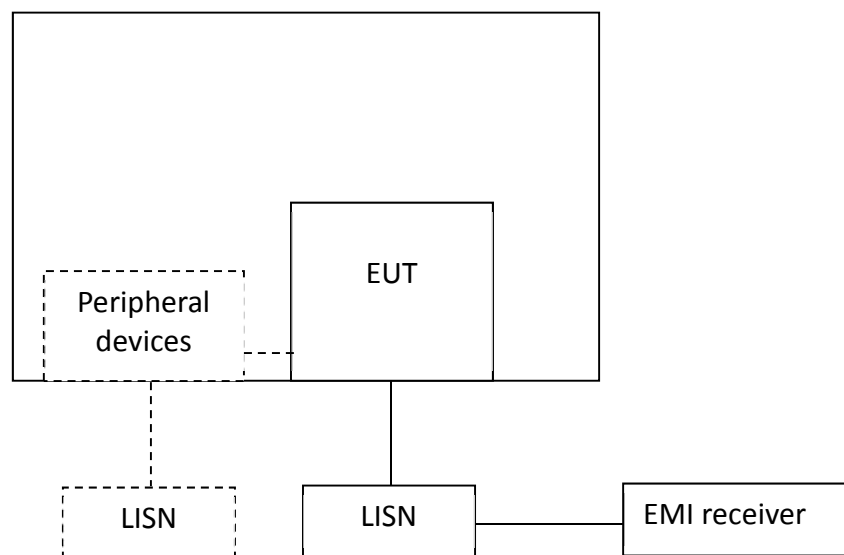 EUT
Peripheral
devices
LISN
LISN
EMI receiver